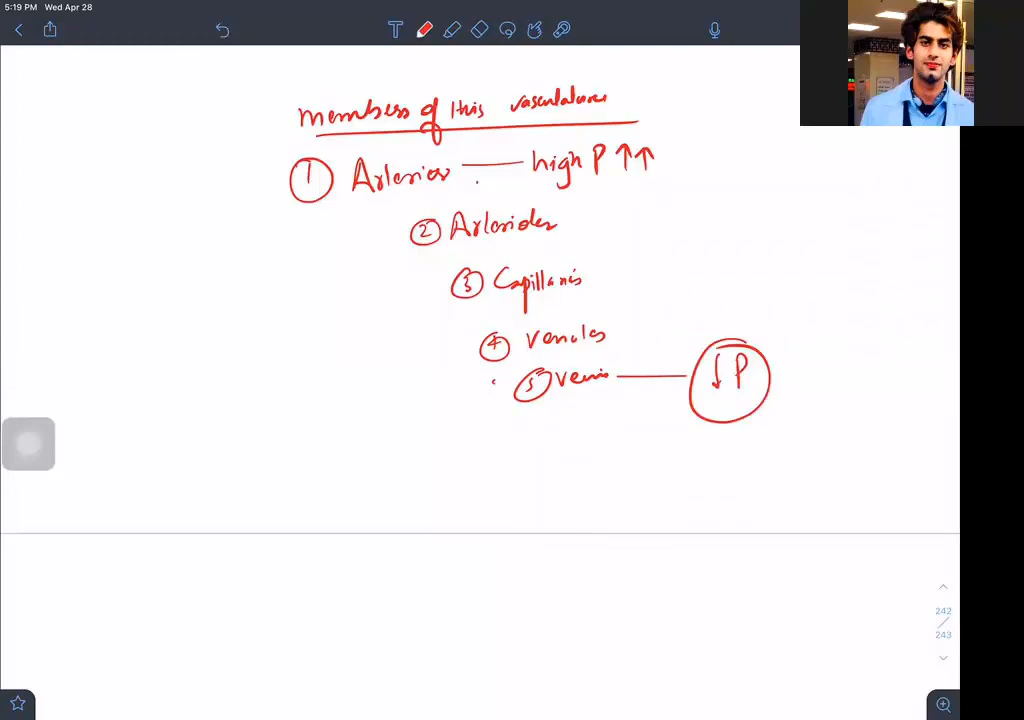 5:19 PM Wed Apr 28
members of this vasculature
1 Arteries — high P ↑↑
2 Arterioles
3 Capillaries
4 Venules
5 Veins — ↓ P
242
/
243